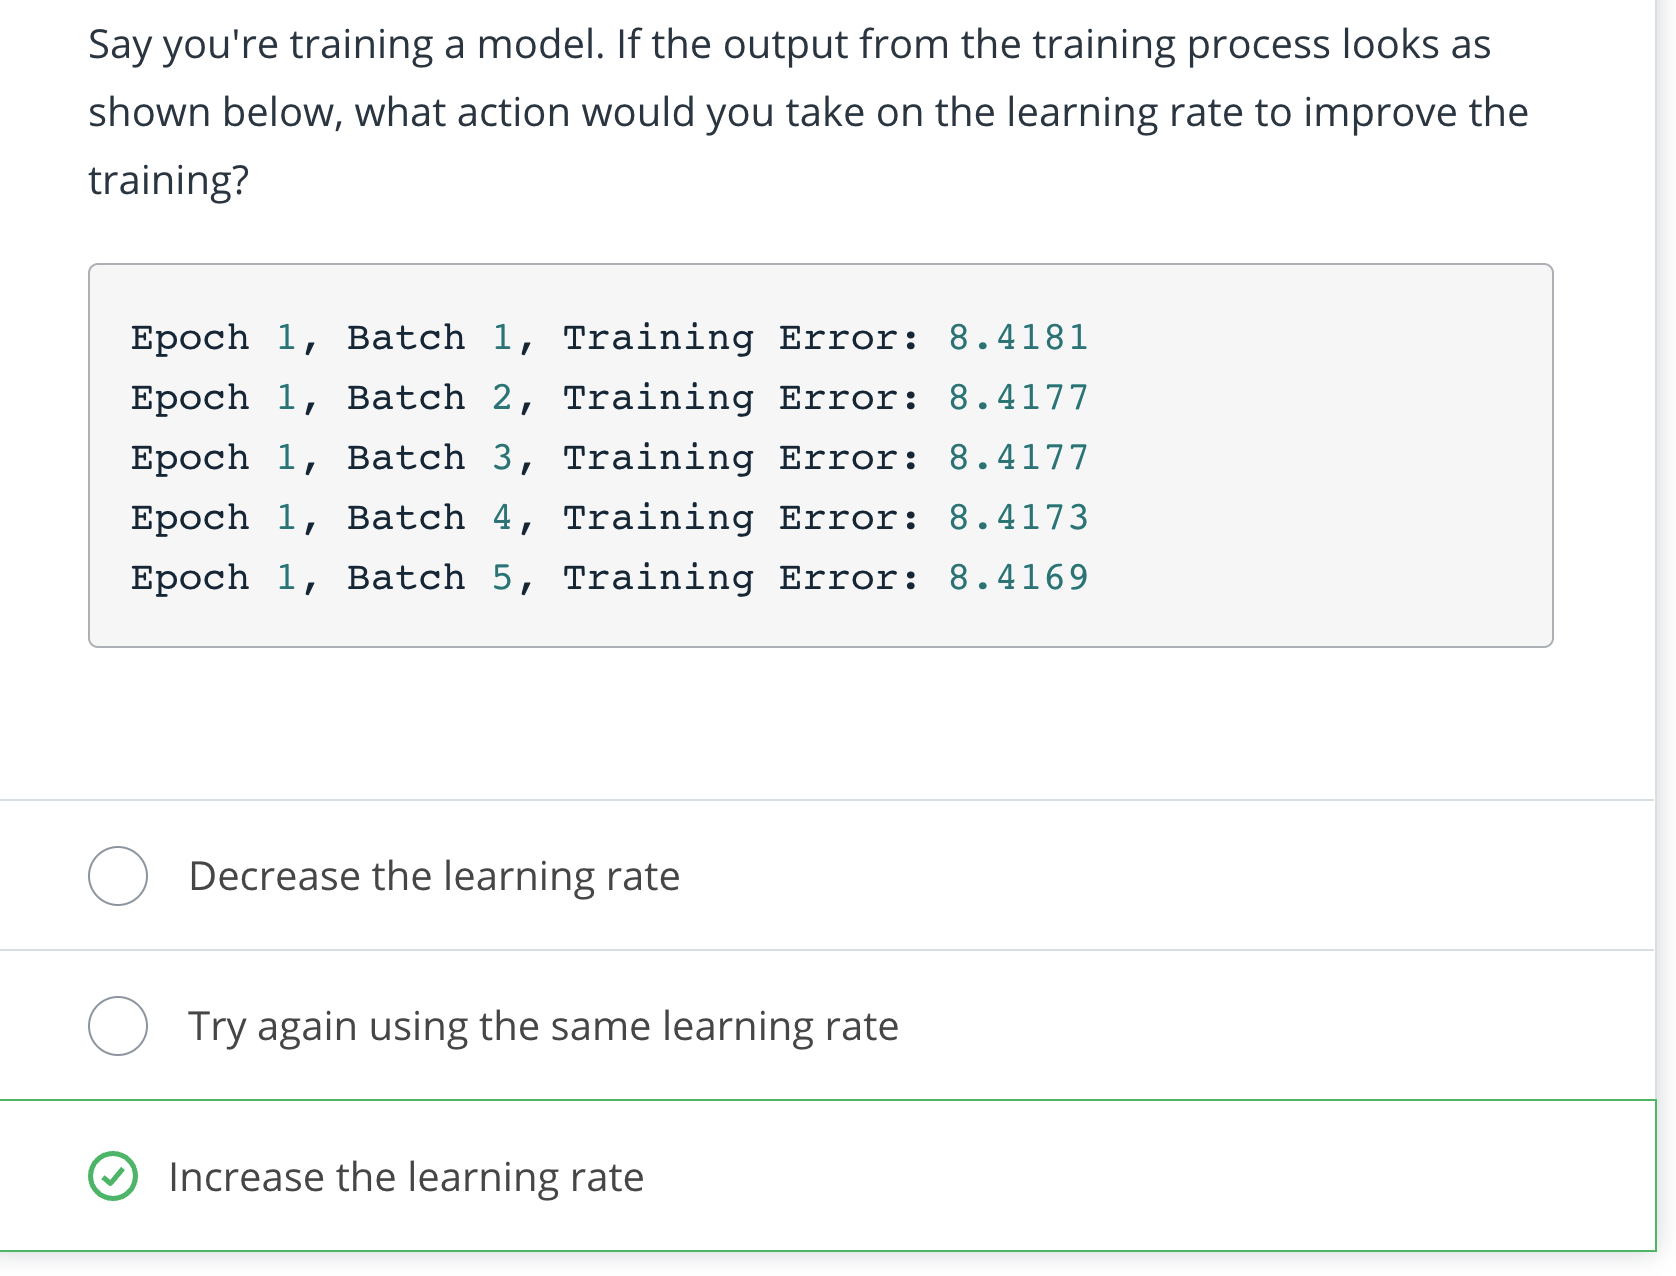 Say you're training a model. If the output from the training process looks as
shown below, what action would you take on the learning rate to improve the
training?
Epoch 1, Batch 1, Training Error: 8.4181
Epoch 1, Batch 2, Training Error: 8.4177
Epoch 1, Batch 3, Training Error: 8.4177
Epoch 1, Batch 4, Training Error: 8.4173
Epoch 1, Batch 5, Training Error: 8.4169
Decrease the learning rate
Try again using the same learning rate
Increase the learning rate